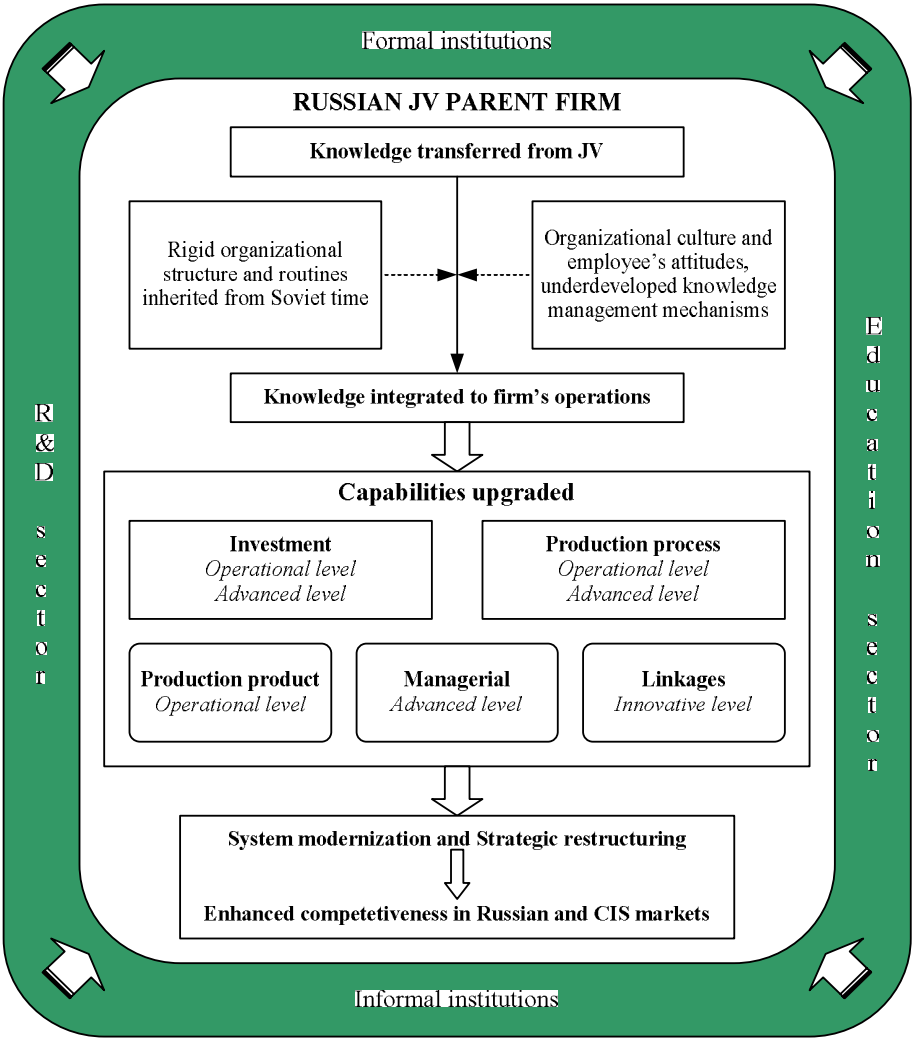 Formal institutions
RUSSIAN JV PARENT FIRM
Knowledge transferred from JV
Rigid organizational
structure and routines
inherited from Soviet time
Organizational culture and
employee's attitudes,
underdeveloped knowledge
management mechanisms
Knowledge integrated to firm's operations
Capabilities upgraded
Investment
Operational level
Advanced level
Production process
Operational level
Advanced level
Production product
Operational level
Managerial
Advanced level
Linkages
Innovative level
System modernization and Strategic restructuring
Enhanced competetiveness in Russian and CIS markets
R&D sector
Education sector
Informal institutions